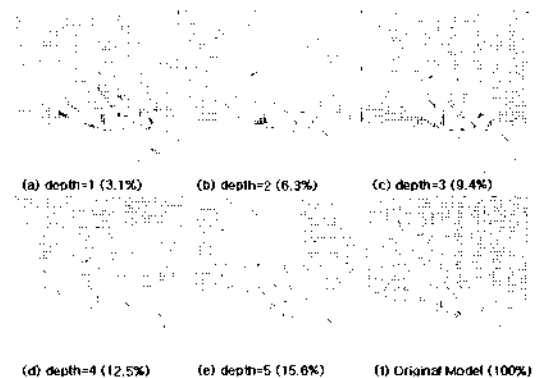 (a) depth=1 (3.1%)
(b) depth=2 (6.3%)
(c) depth=3 (9.4%)
(d) depth=4 (12.5%)
(e) depth=5 (15.6%)
(f) Original Model (100%)